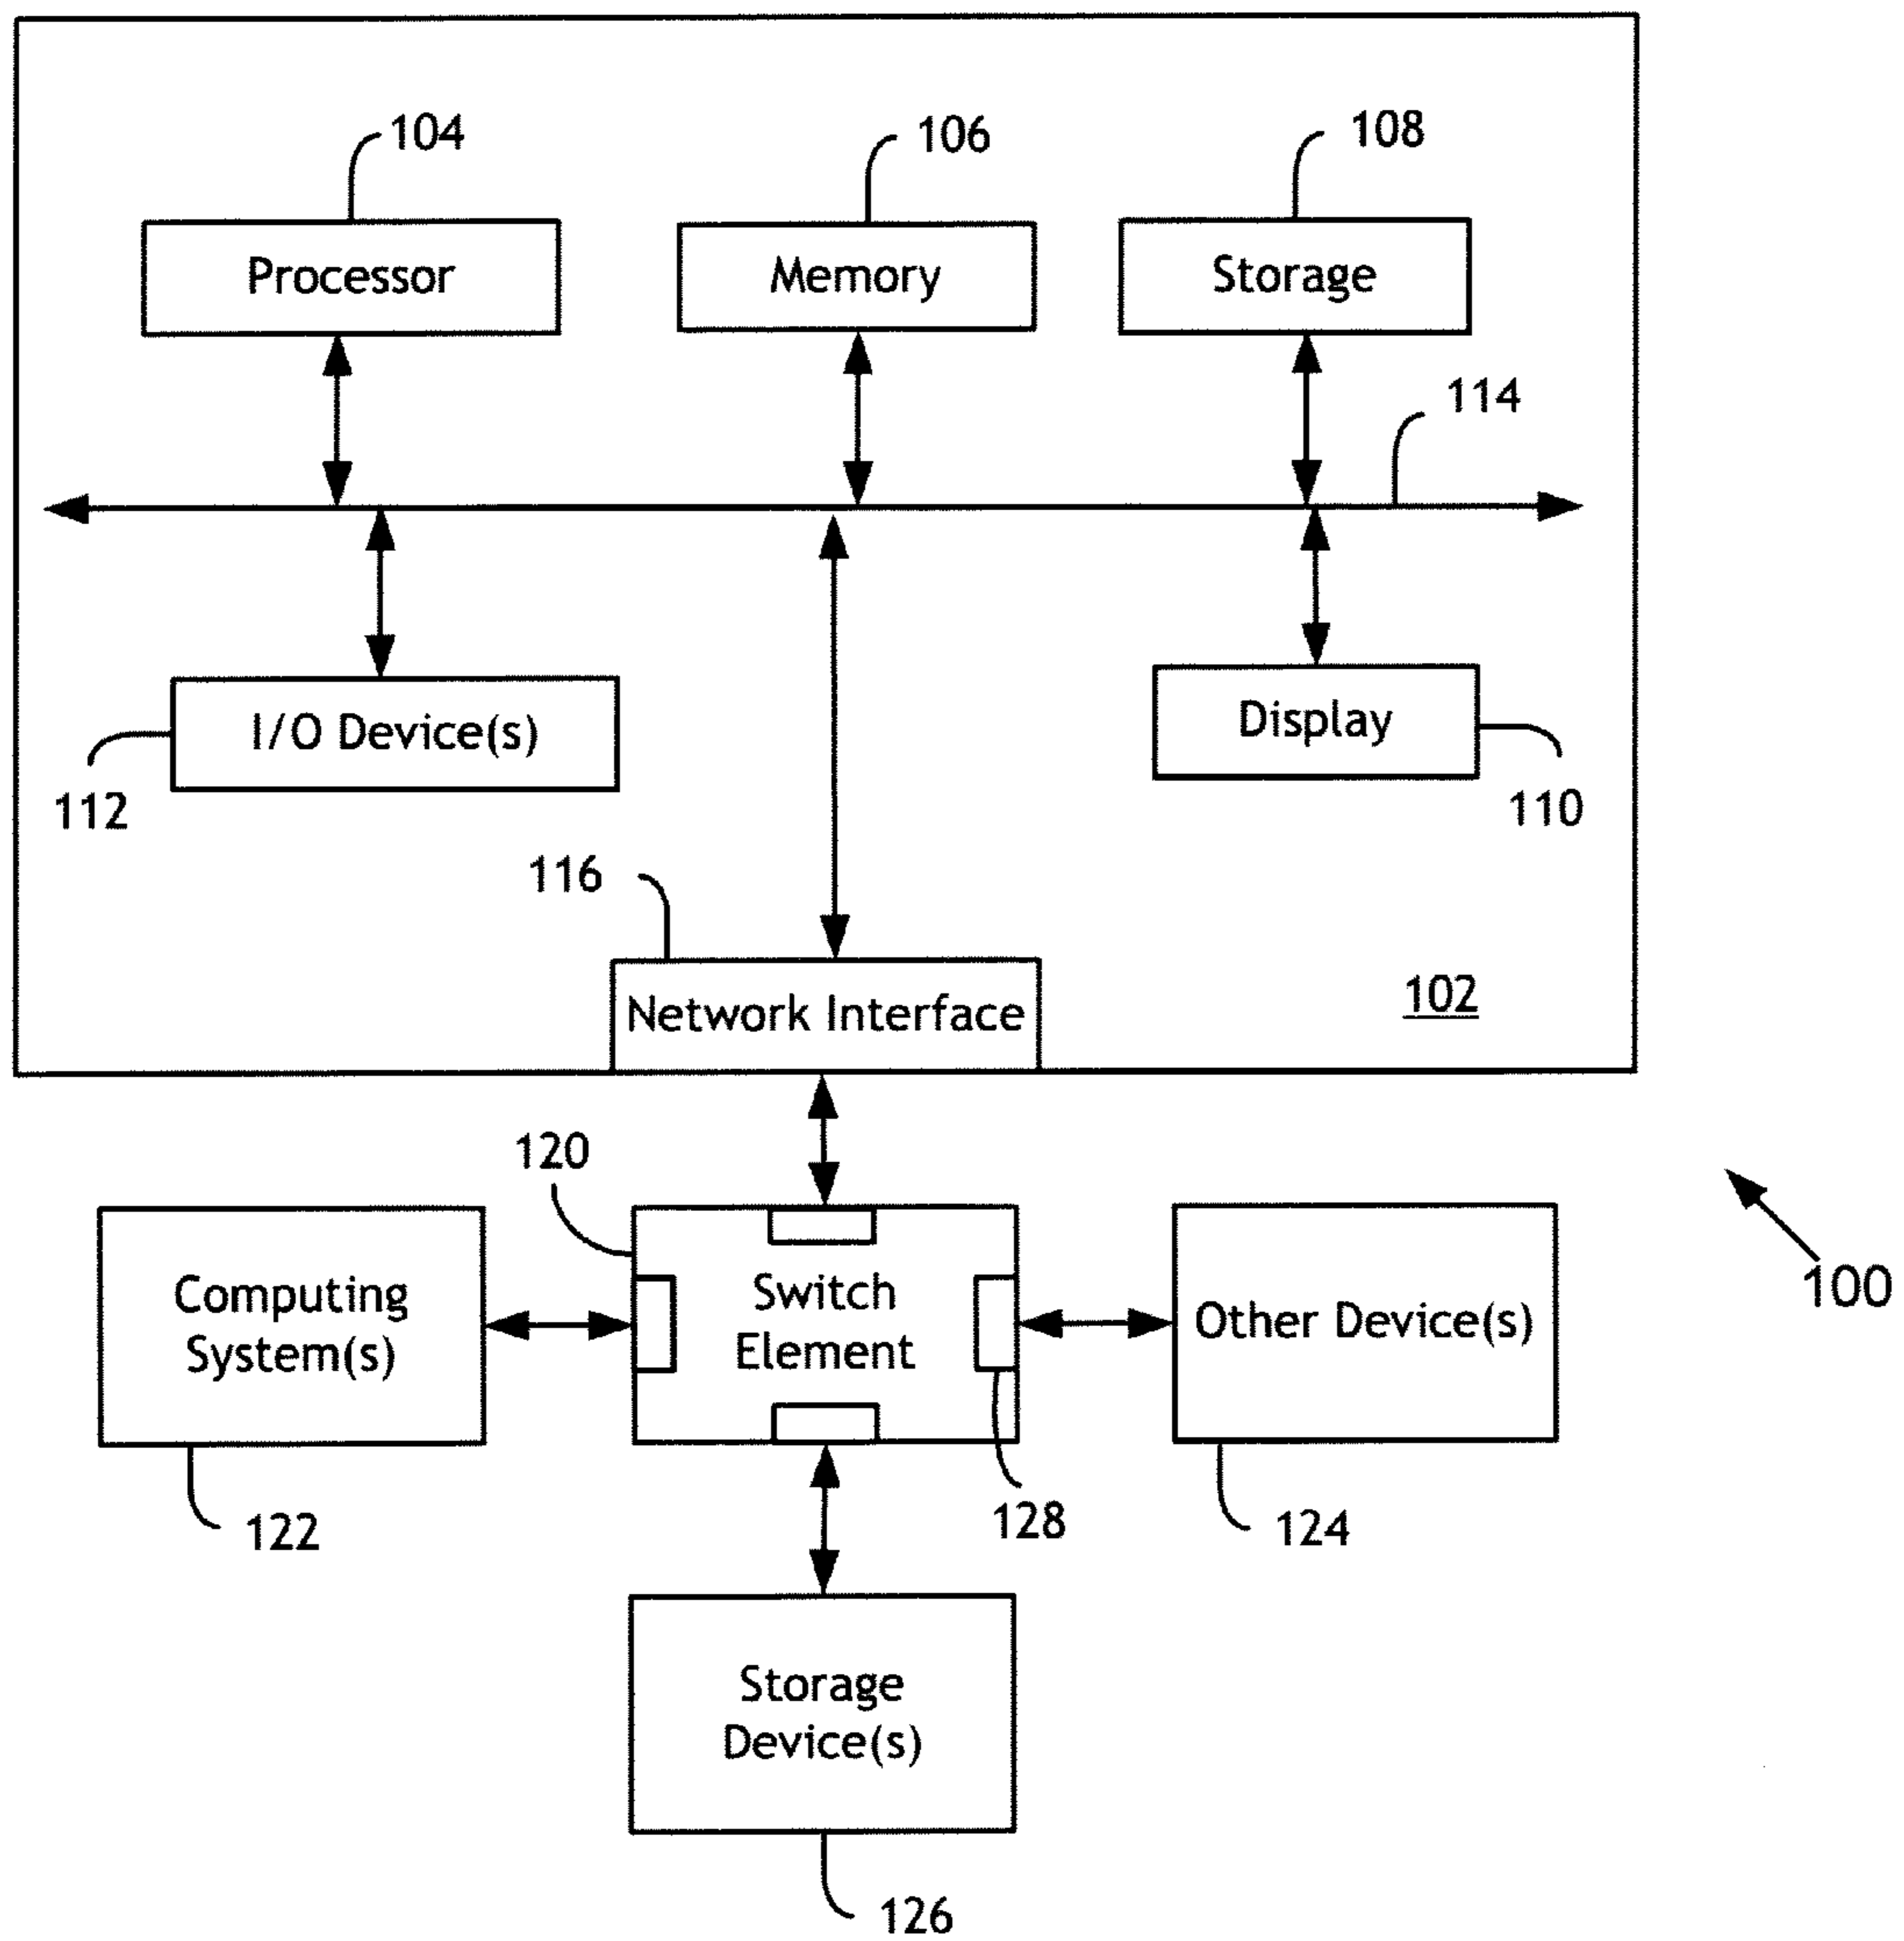 104
106
108
Processor
Memory
Storage
114
I/O Device(s)
Display
112
110
116
Network Interface
102
120
Computing
System(s)
Switch
Element
Other Device(s)
100
122
128
124
Storage
Device(s)
126